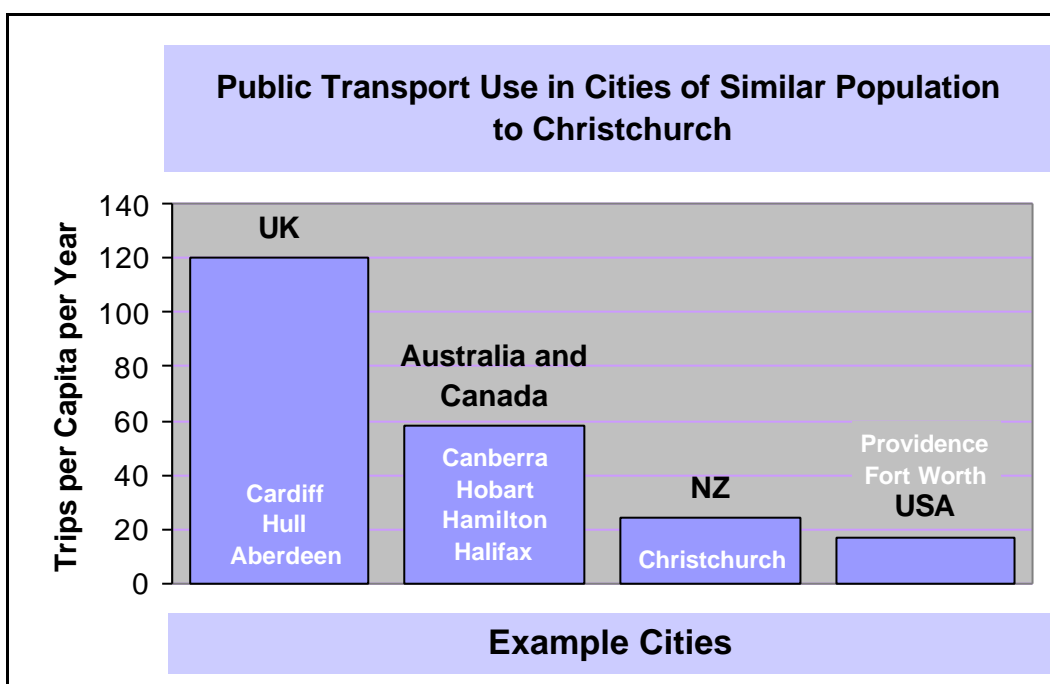 Public Transport Use in Cities of Similar Population
to Christchurch
Trips per Capita per Year
140
120
100
80
60
40
20
0
UK
Cardiff
Hull
Aberdeen
Australia and
Canada
Canberra
Hobart
Hamilton
Halifax
NZ
Christchurch
Providence
Fort Worth
USA
Example Cities